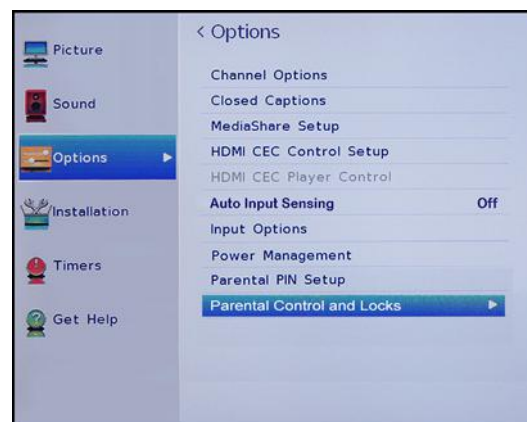 Picture
Sound
Options
Installation
Timers
Get Help
< Options
Channel Options
Closed Captions
MediaShare Setup
HDMI CEC Control Setup
HDMI CEC Player Control
Auto Input Sensing Off
Input Options
Power Management
Parental PIN Setup
Parental Control and Locks